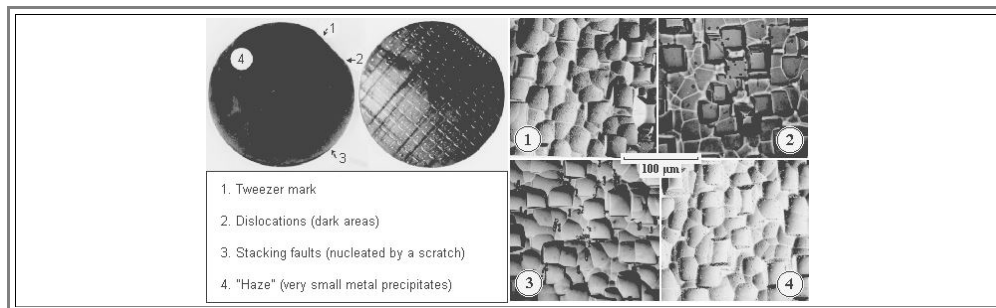 1
4
2
3
1. Tweezer mark
2. Dislocations (dark areas)
3. Stacking faults (nucleated by a scratch)
4. "Haze" (very small metal precipitates)
1
2
100 µm
3
4